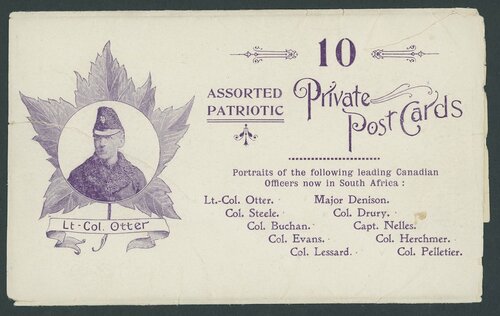 10
ASSORTED
PATRIOTIC
Private
Post Cards
Portraits of the following leading Canadian
Officers now in South Africa :
Lt.-Col. Otter. Major Denison.
Col. Steele. Col. Drury.
Col. Buchan. Capt. Nelles.
Col. Evans. Col. Herchmer.
Col. Lessard. Col. Pelletier.
Lt-Col. Otter